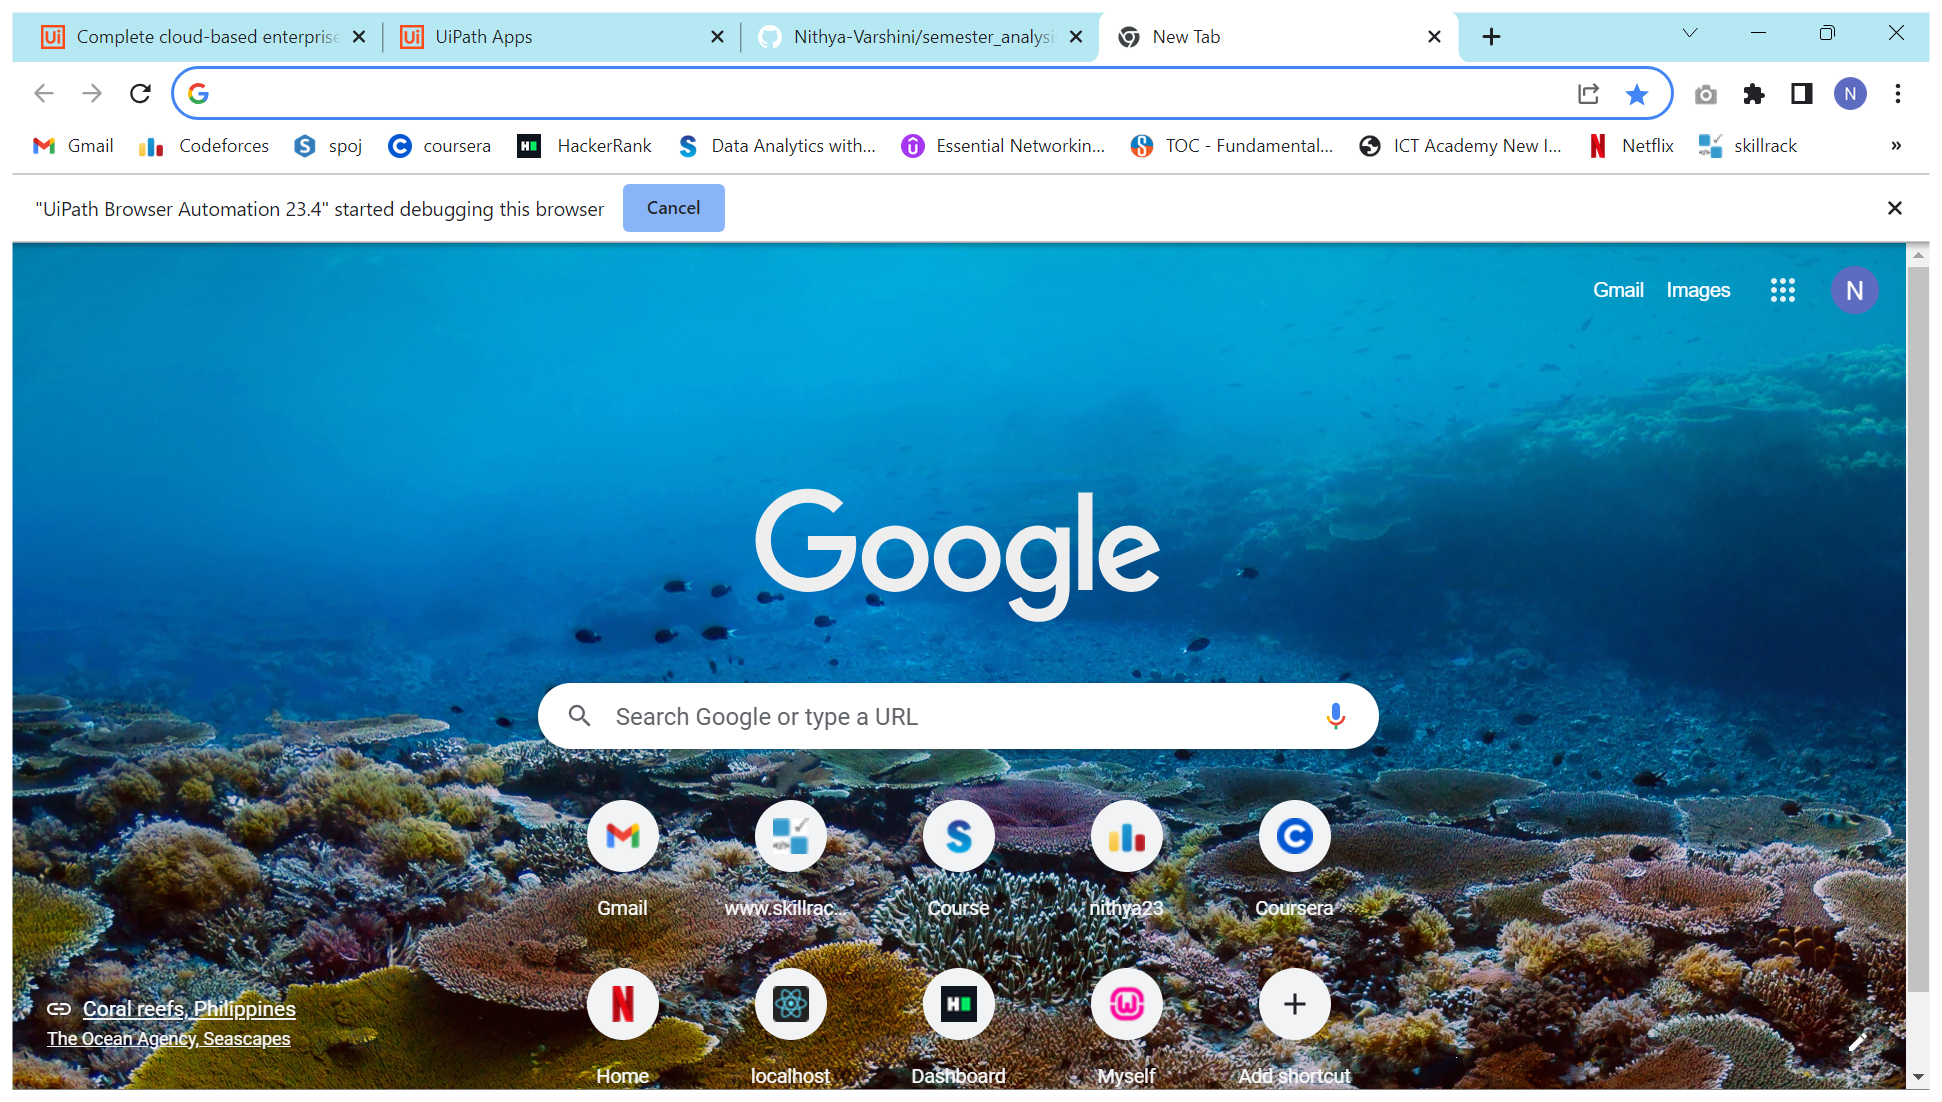 Complete cloud-based enterprise
UiPath Apps
Nithya-Varshini/semester_analysi
New Tab
N
Gmail
Codeforces
spoj
coursera
HackerRank
Data Analytics with...
Essential Networkin...
TOC - Fundamental...
ICT Academy New I...
Netflix
skillrack
»
"UiPath Browser Automation 23.4" started debugging this browser
Cancel
Gmail
Images
N
Google
Search Google or type a URL
Gmail
www.skillrac...
Course
nithya23
Coursera
Home
localhost
Dashboard
Myself
Add shortcut
Coral reefs, Philippines
The Ocean Agency, Seascapes